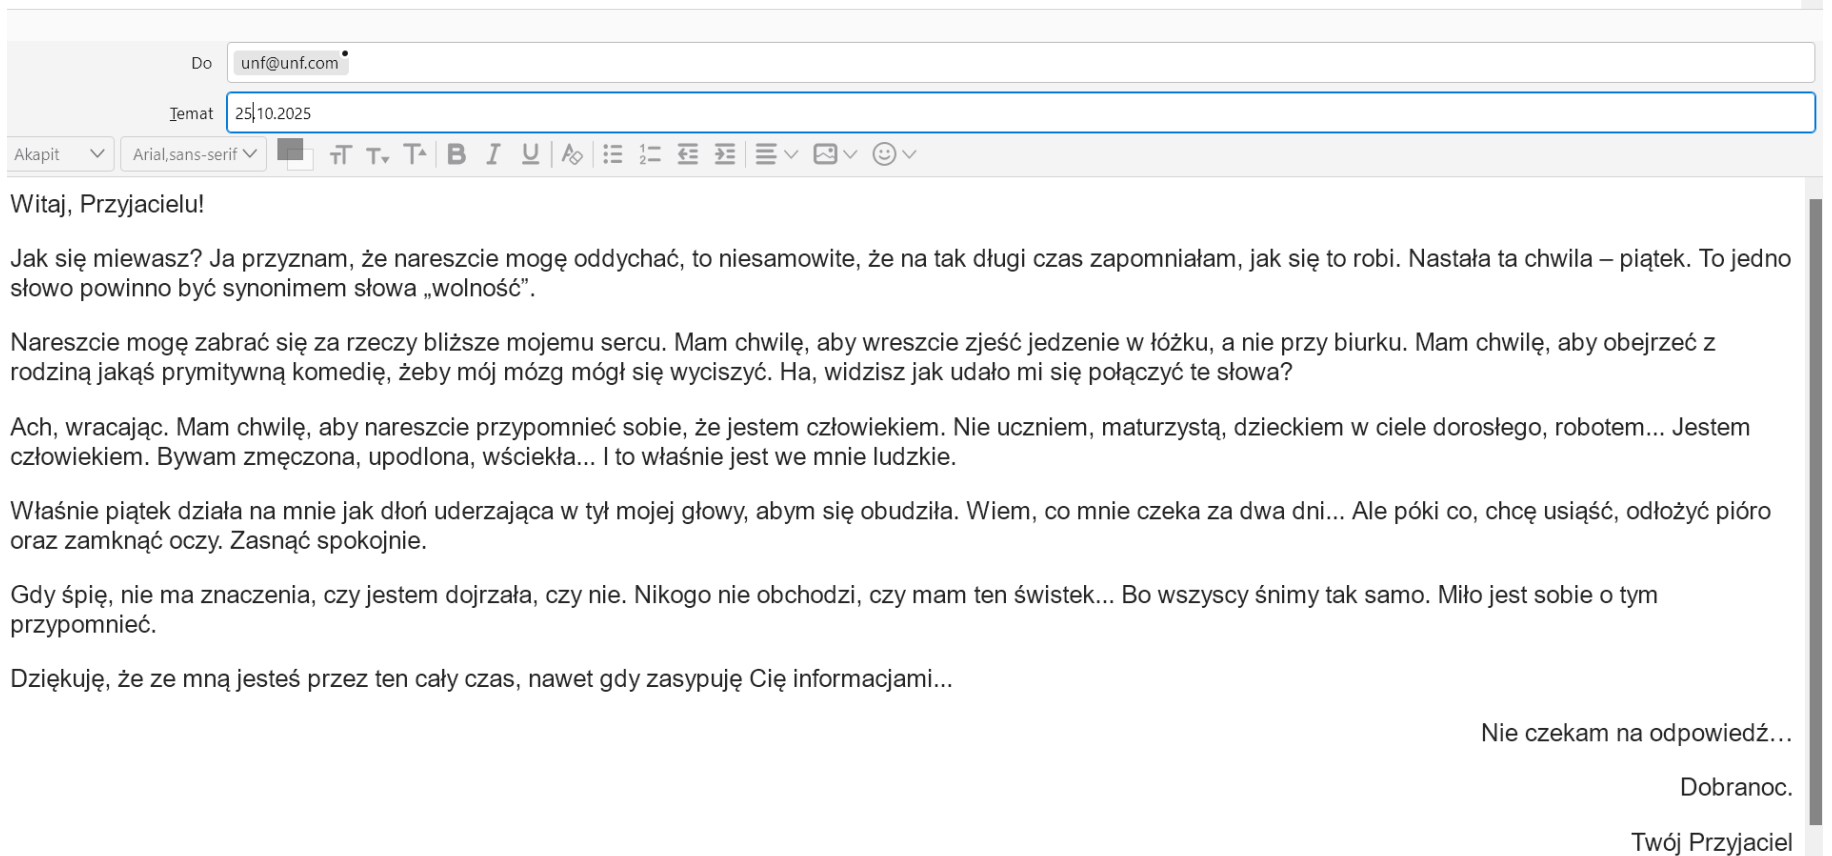 Do unf@unf.com
Temat 25.10.2025
Akapit Arial,sans-serif
Witaj, Przyjacielu!
Jak się miewasz? Ja przyznam, że nareszcie mogę oddychać, to niesamowite, że na tak długi czas zapomniałam, jak się to robi. Nastała ta chwila – piątek. To jedno
słowo powinno być synonimem słowa „wolność”.
Nareszcie mogę zabrać się za rzeczy bliższe mojemu sercu. Mam chwilę, aby wreszcie zjeść jedzenie w łóżku, a nie przy biurku. Mam chwilę, aby obejrzeć z
rodziną jakąś prymitywną komedię, żeby mój mózg mógł się wyciszyć. Ha, widzisz jak udało mi się połączyć te słowa?
Ach, wracając. Mam chwilę, aby nareszcie przypomnieć sobie, że jestem człowiekiem. Nie uczniem, maturzystą, dzieckiem w ciele dorosłego, robotem... Jestem
człowiekiem. Bywam zmęczona, upodlona, wściekła... I to właśnie jest we mnie ludzkie.
Właśnie piątek działa na mnie jak dłoń uderzająca w tył mojej głowy, abym się obudziła. Wiem, co mnie czeka za dwa dni... Ale póki co, chcę usiąść, odłożyć pióro
oraz zamknąć oczy. Zasnąć spokojnie.
Gdy śpię, nie ma znaczenia, czy jestem dojrzała, czy nie. Nikogo nie obchodzi, czy mam ten świstek... Bo wszyscy śnimy tak samo. Miło jest sobie o tym
przypomnieć.
Dziękuję, że ze mną jesteś przez ten cały czas, nawet gdy zasypuję Cię informacjami...
Nie czekam na odpowiedź…
Dobranoc.
Twój Przyjaciel